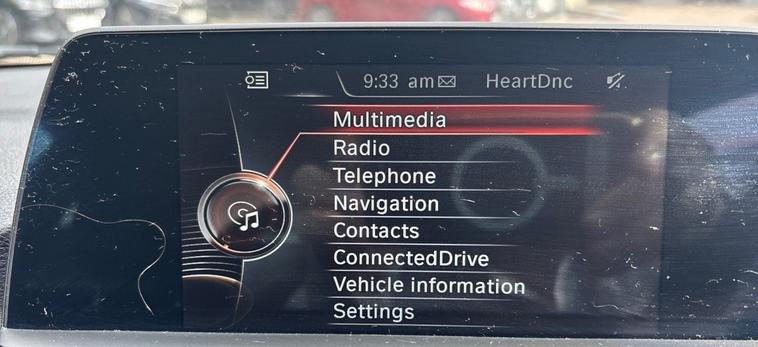 9:33 am HeartDnc
Multimedia
Radio
Telephone
Navigation
Contacts
ConnectedDrive
Vehicle information
Settings